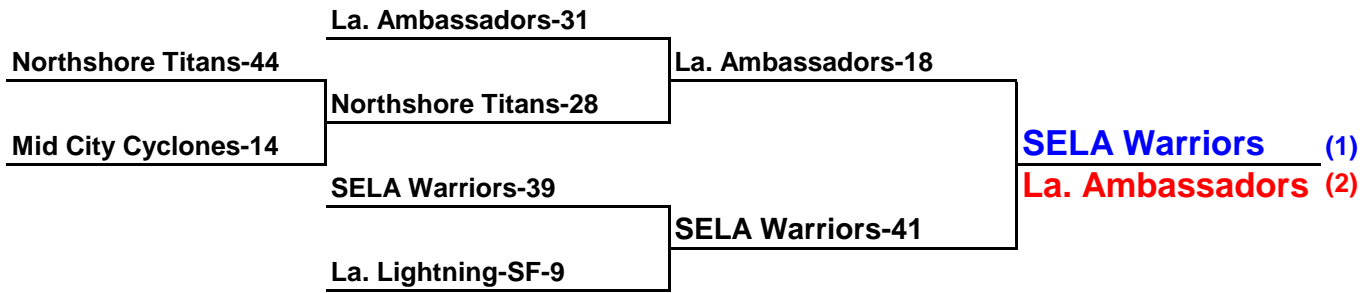 La. Ambassadors-31
Northshore Titans-44
La. Ambassadors-18
Northshore Titans-28
Mid City Cyclones-14
SELA Warriors (1)
SELA Warriors-39
La. Ambassadors (2)
SELA Warriors-41
La. Lightning-SF-9